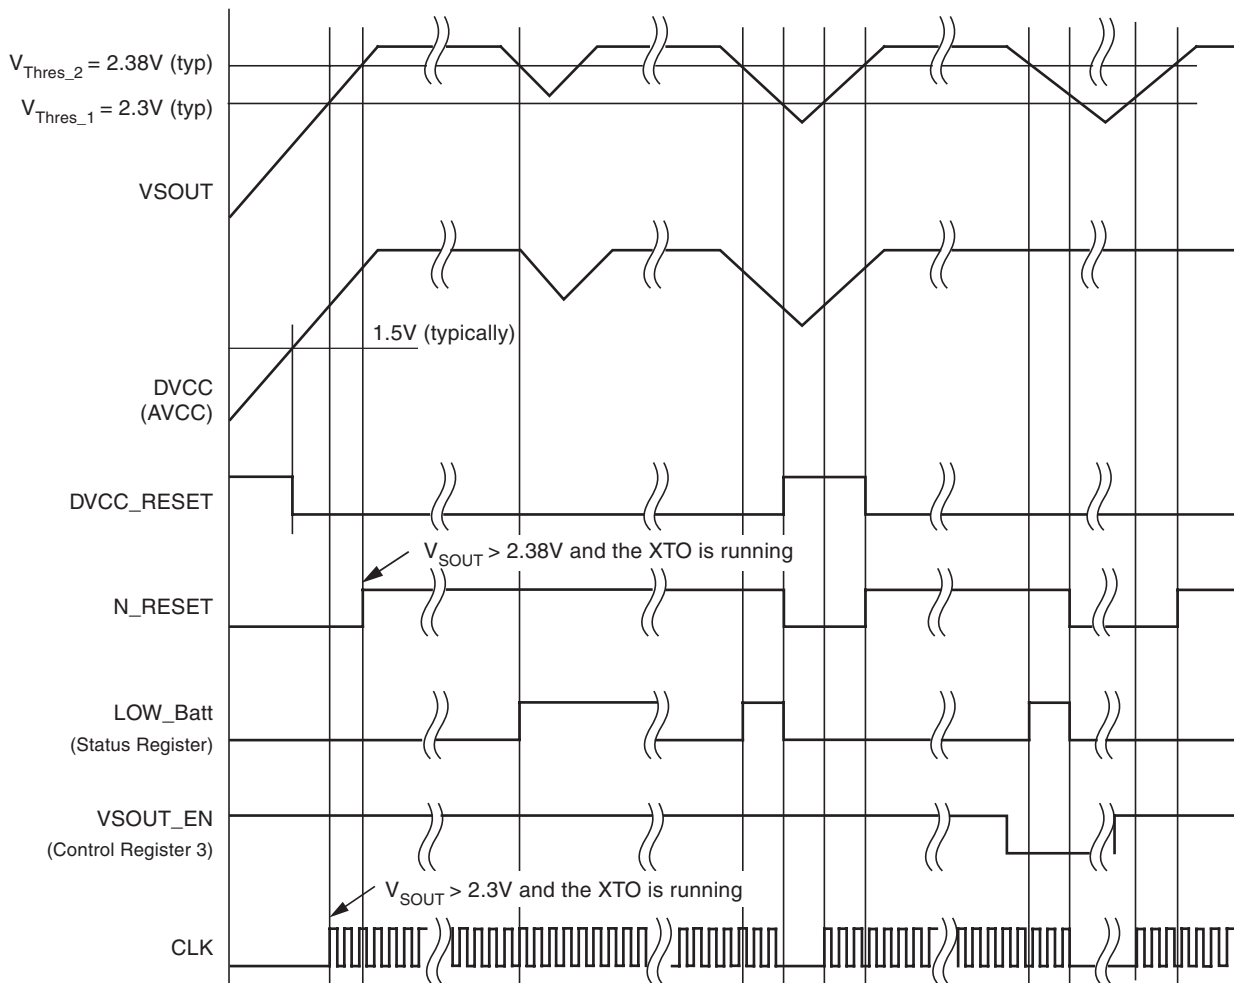 VThres_2 = 2.38V (typ)
VThres_1 = 2.3V (typ)
VSOUT
1.5V (typically)
DVCC
(AVCC)
DVCC_RESET
VSOUT > 2.38V and the XTO is running
N_RESET
LOW_Batt
(Status Register)
VSOUT_EN
(Control Register 3)
VSOUT > 2.3V and the XTO is running
CLK